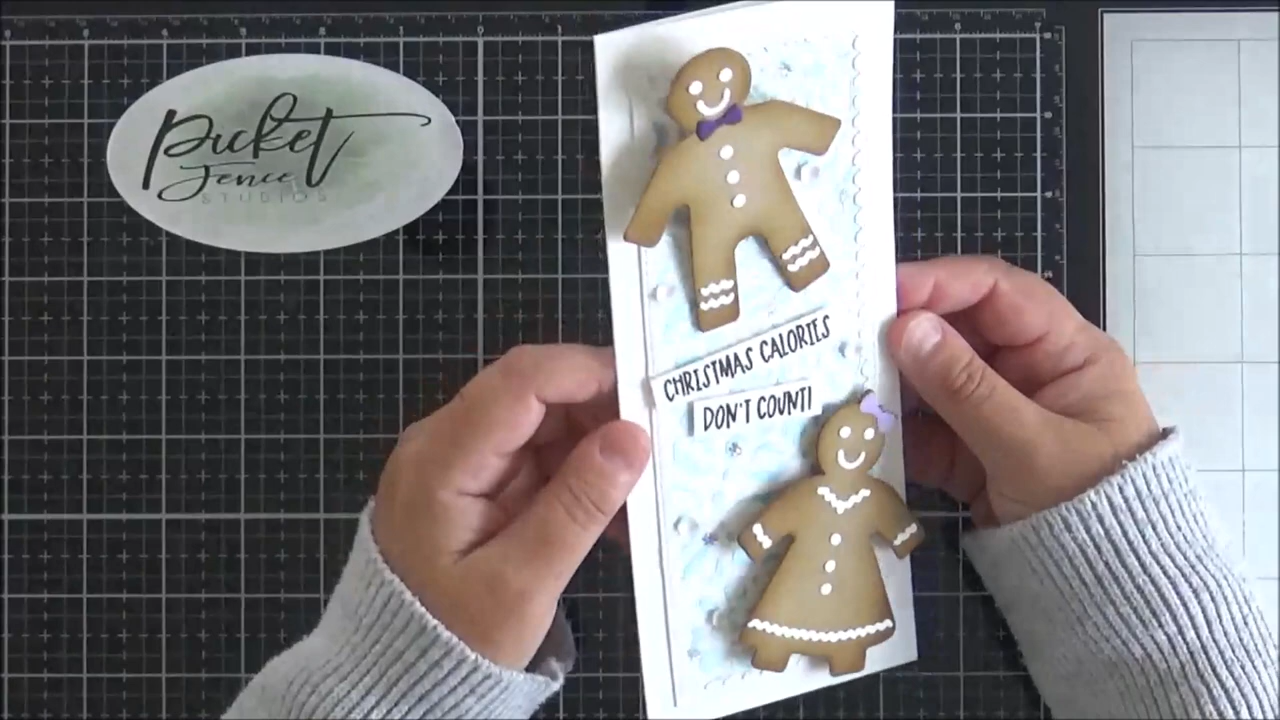 Picket
Fence
STUDIOS
CHRISTMAS CALORIES
DON'T COUNT!